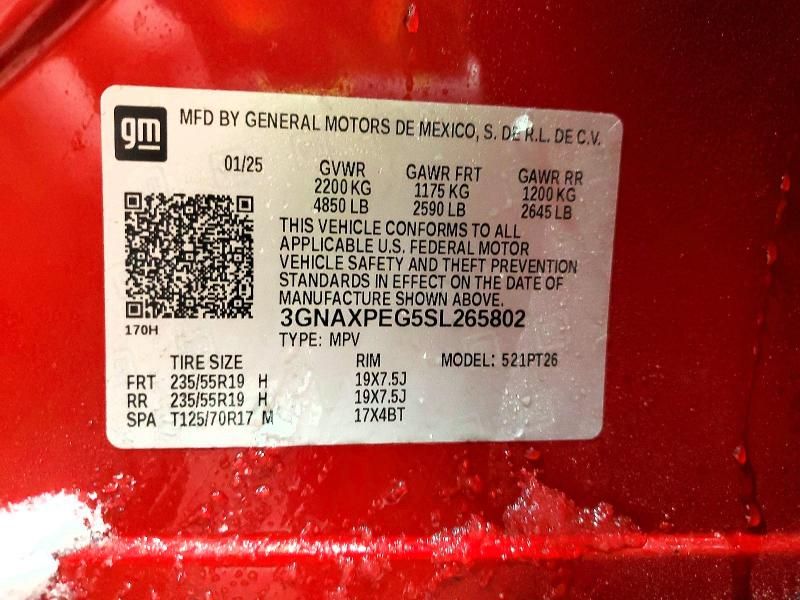 gm MFD BY GENERAL MOTORS DE MEXICO, S. DE R.L. DE C.V.
01/25 GVWR GAWR FRT GAWR RR
2200 KG 1175 KG 1200 KG
4850 LB 2590 LB 2645 LB
THIS VEHICLE CONFORMS TO ALL
APPLICABLE U.S. FEDERAL MOTOR
VEHICLE SAFETY AND THEFT PREVENTION
STANDARDS IN EFFECT ON THE DATE OF
MANUFACTURE SHOWN ABOVE.
3GNAXPEG5SL265802
170H
TYPE: MPV
TIRE SIZE RIM MODEL: 521PT26
FRT 235/55R19 H 19X7.5J
RR 235/55R19 H 19X7.5J
SPA T125/70R17 M 17X4BT